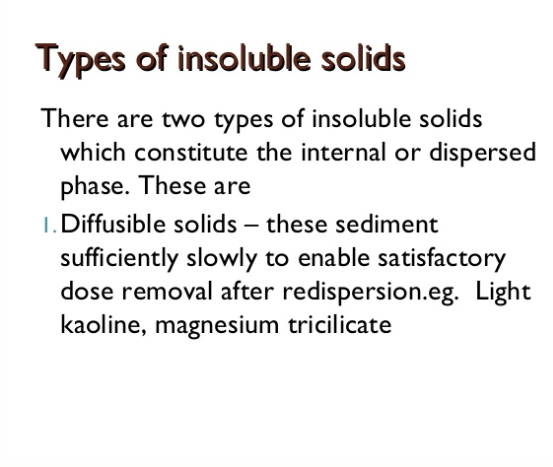 Types of insoluble solids
There are two types of insoluble solids
which constitute the internal or dispersed
phase. These are
1. Diffusible solids – these sediment
sufficiently slowly to enable satisfactory
dose removal after redispersion.eg.  Light
kaoline, magnesium tricilicate